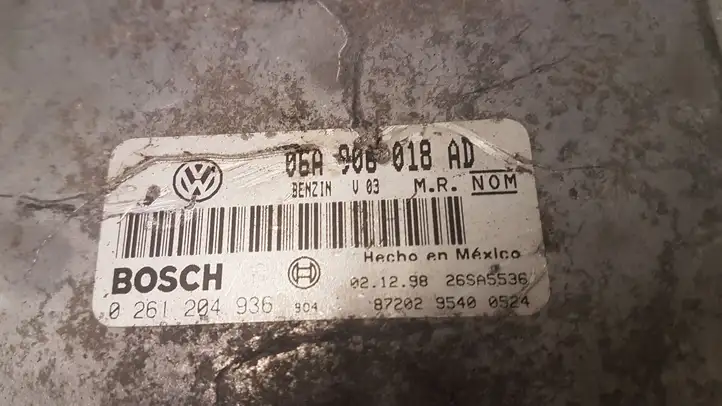 06A 906 018 AD
BENZIN V 03 M.R. NOM
Hecho en México
BOSCH
02.12.98 26SA5536
0 261 204 936 904 87202 9540 0524